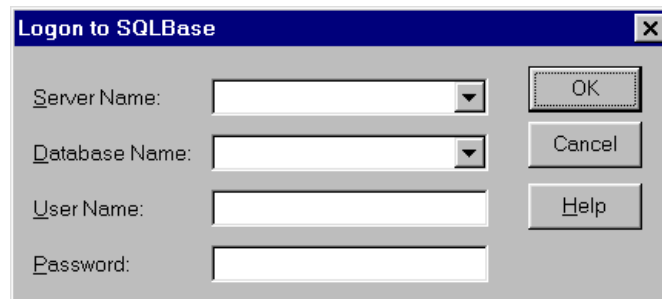 Logon to SQLBase
Server Name:
OK
Database Name:
Cancel
User Name:
Help
Password: